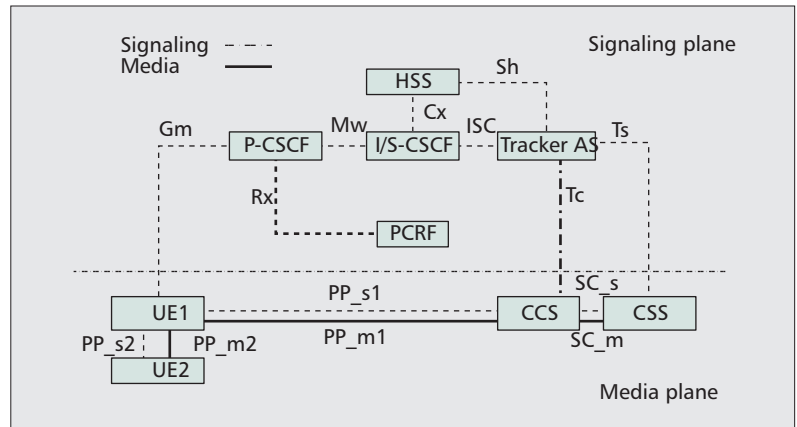 Signaling
Media
Signaling plane
HSS
Sh
Cx
Gm
Mw
ISC
Ts
P-CSCF
I/S-CSCF
Tracker AS
Rx
Tc
PCRF
PP_s1
SC_s
UE1
CCS
CSS
PP_s2
PP_m2
PP_m1
SC_m
UE2
Media plane